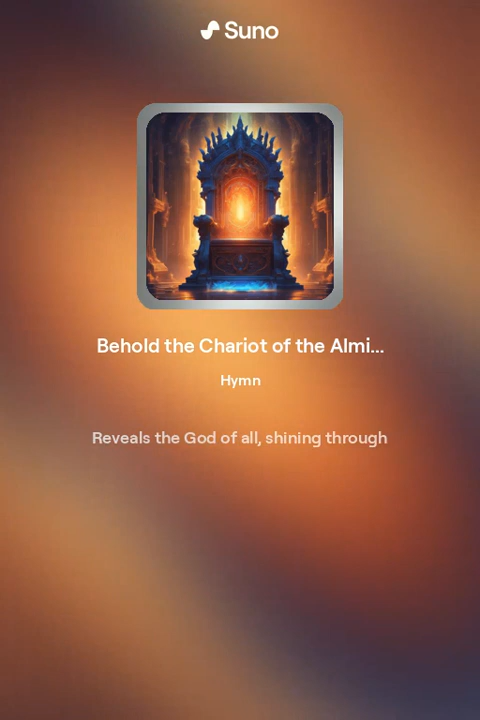 Suno
Behold the Chariot of the Almi...
Hymn
Reveals the God of all, shining through